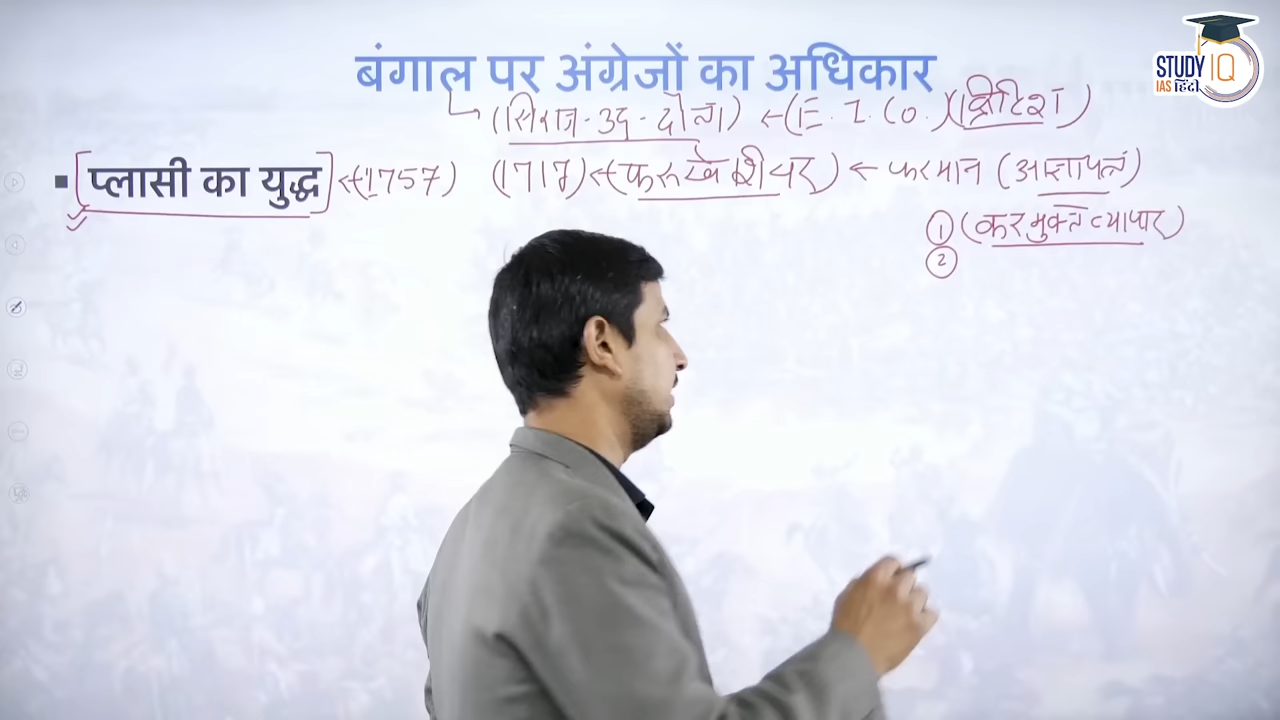 बंगाल पर अंग्रेजों का अधिकार
STUDY IQ
IAS हिंदी
(सिराज-उद-दौला) ← (E. I. Co.) (ब्रिटिश)
▪ [प्लासी का युद्ध] ← (1757) (1717) ← (फरुखशियर) ← फरमान (आज्ञापत्र)
① (करमुक्त व्यापार)
②